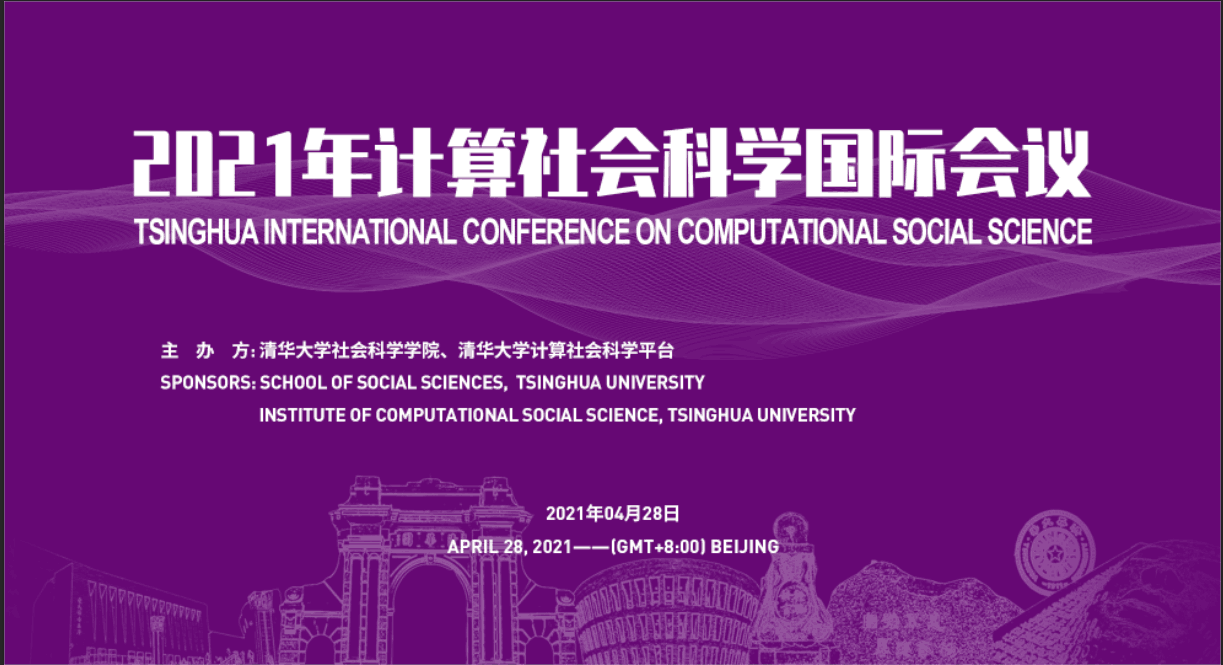 2021年计算社会科学国际会议
TSINGHUA INTERNATIONAL CONFERENCE ON COMPUTATIONAL SOCIAL SCIENCE
主 办 方: 清华大学社会科学学院、清华大学计算社会科学平台
SPONSORS: SCHOOL OF SOCIAL SCIENCES, TSINGHUA UNIVERSITY
INSTITUTE OF COMPUTATIONAL SOCIAL SCIENCE, TSINGHUA UNIVERSITY
2021年04月28日
APRIL 28, 2021——(GMT+8:00) BEIJING